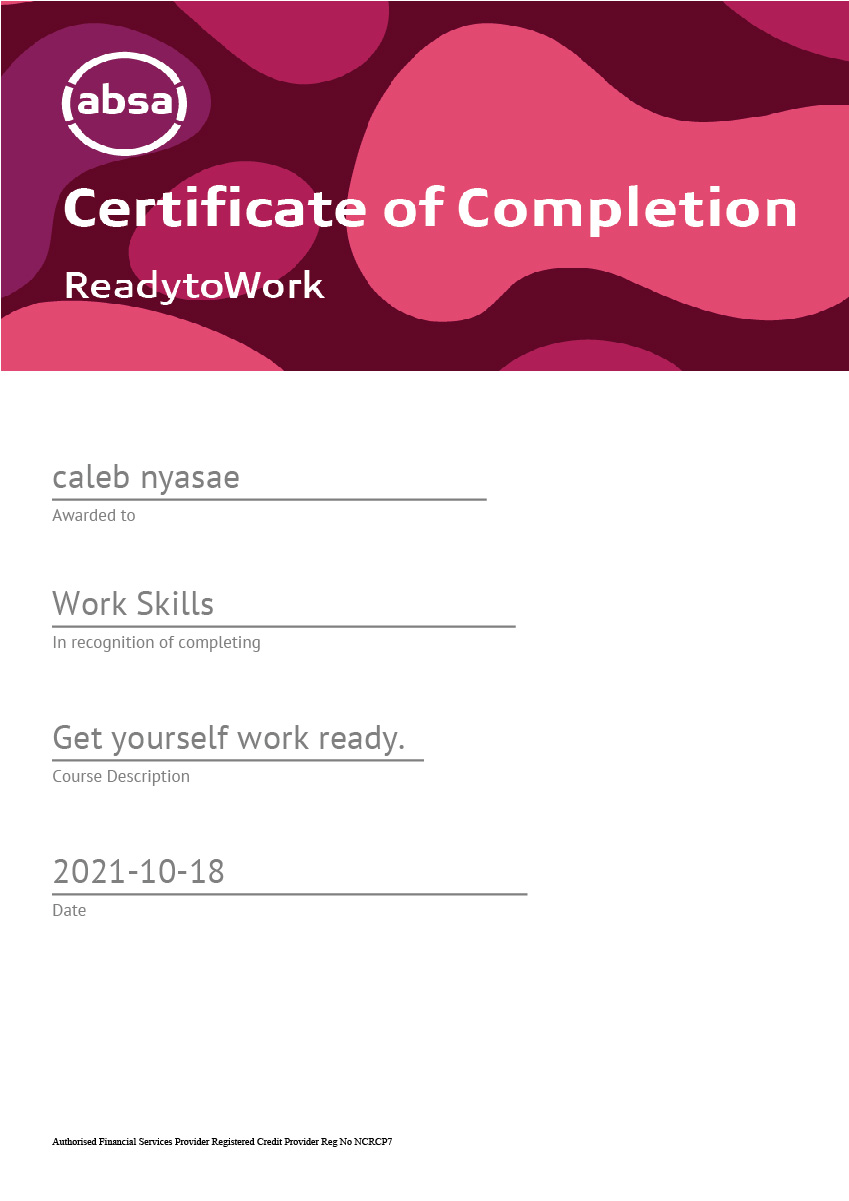 absa
Certificate of Completion
ReadytoWork
caleb nyasae
Awarded to
Work Skills
In recognition of completing
Get yourself work ready.
Course Description
2021-10-18
Date
Authorised Financial Services Provider Registered Credit Provider Reg No NCRCP7